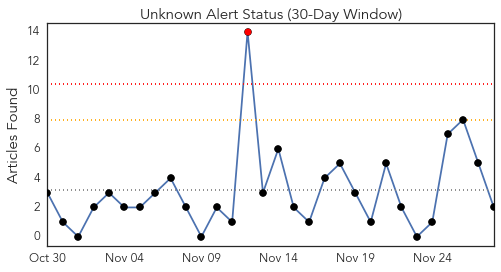 Unknown Alert Status (30-Day Window)
Articles Found
14
12
10
8
6
4
2
0
Oct 30 Nov 04 Nov 09 Nov 14 Nov 19 Nov 24